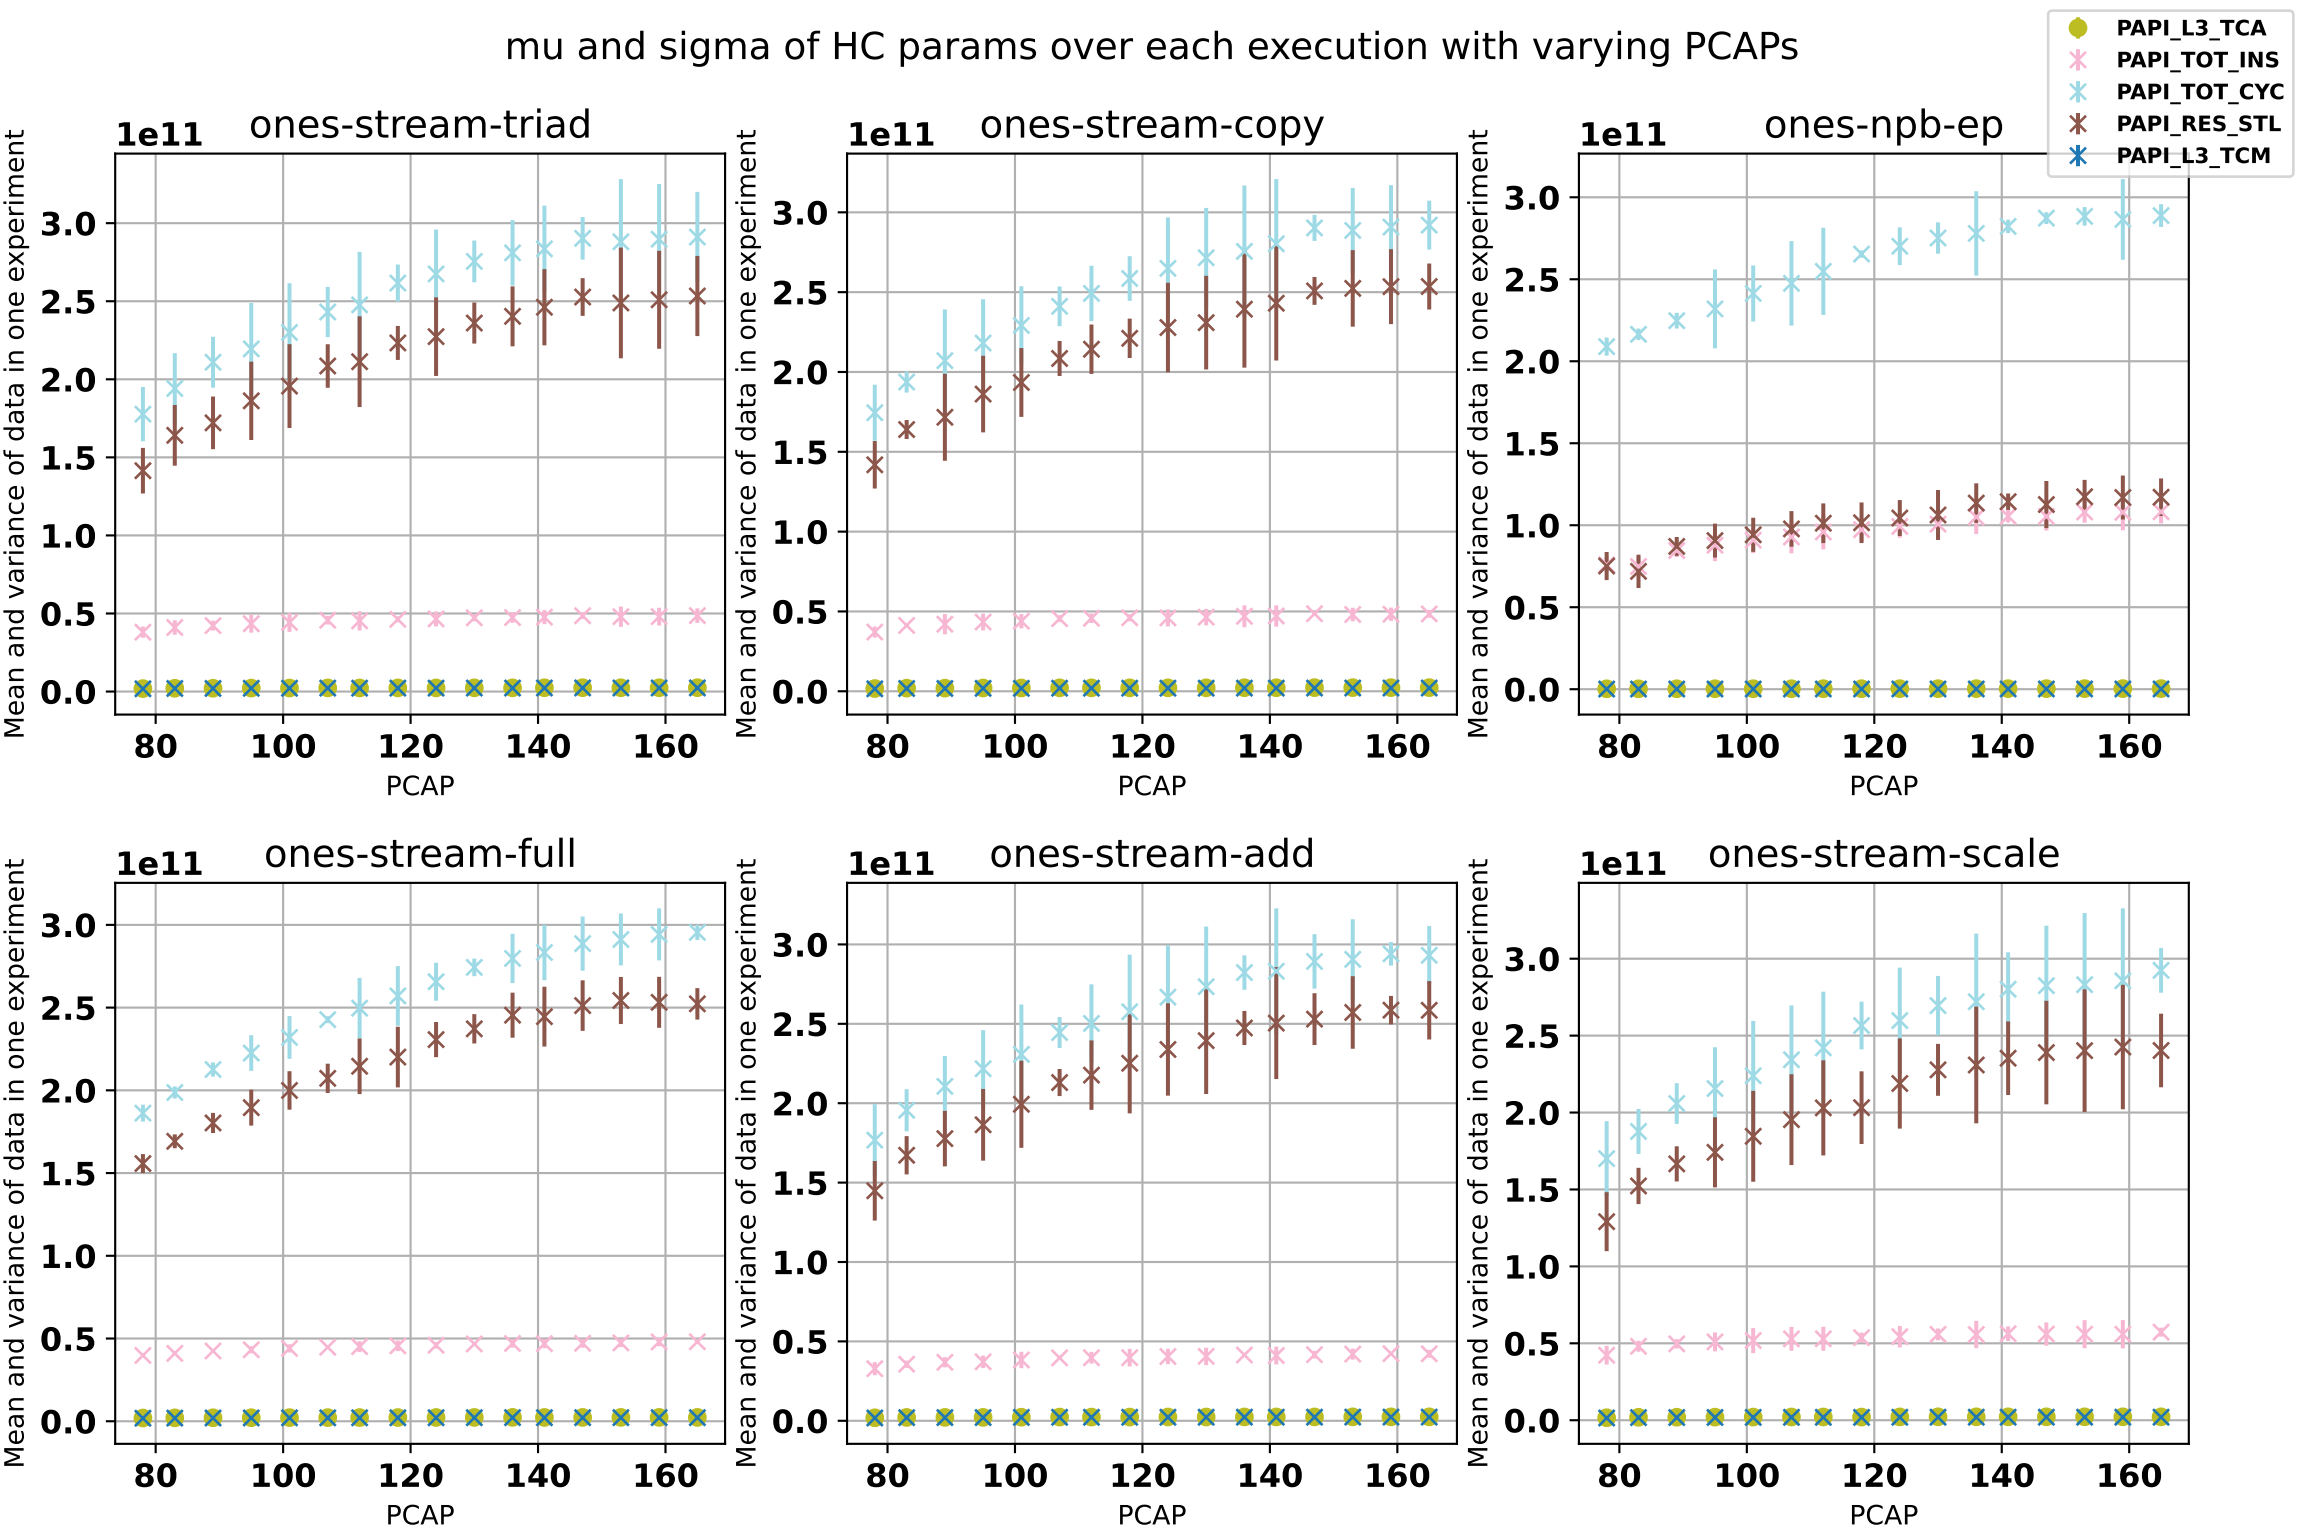 mu and sigma of HC params over each execution with varying PCAPs
PAPI_L3_TCA
PAPI_TOT_INS
PAPI_TOT_CYC
PAPI_RES_STL
PAPI_L3_TCM
ones-stream-triad
1e11
Mean and variance of data in one experiment
3.0
2.5
2.0
1.5
1.0
0.5
0.0
80 100 120 140 160
PCAP
ones-stream-copy
1e11
Mean and variance of data in one experiment
3.0
2.5
2.0
1.5
1.0
0.5
0.0
80 100 120 140 160
PCAP
ones-npb-ep
1e11
Mean and variance of data in one experiment
3.0
2.5
2.0
1.5
1.0
0.5
0.0
80 100 120 140 160
PCAP
ones-stream-full
1e11
Mean and variance of data in one experiment
3.0
2.5
2.0
1.5
1.0
0.5
0.0
80 100 120 140 160
PCAP
ones-stream-add
1e11
Mean and variance of data in one experiment
3.0
2.5
2.0
1.5
1.0
0.5
0.0
80 100 120 140 160
PCAP
ones-stream-scale
1e11
Mean and variance of data in one experiment
3.0
2.5
2.0
1.5
1.0
0.5
0.0
80 100 120 140 160
PCAP